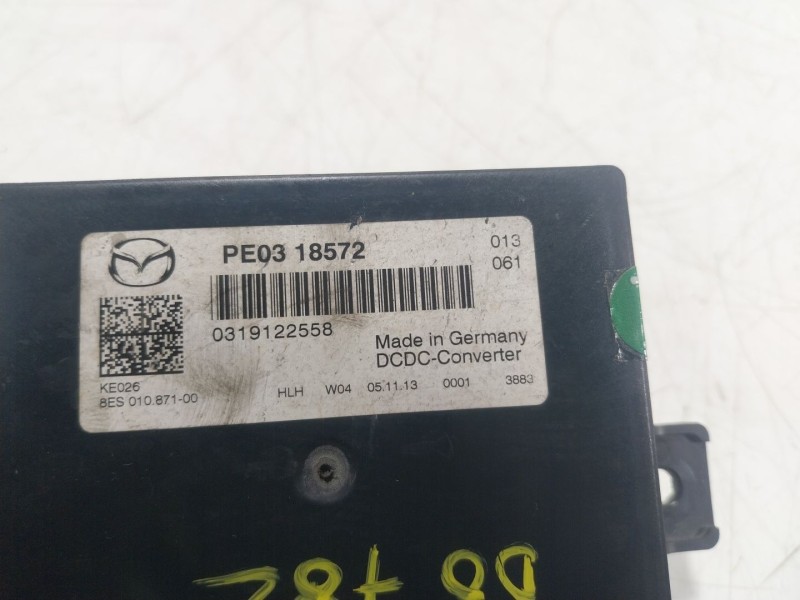 PE03 18572
013
061
0319122558
Made in Germany
DCDC-Converter
KE026
8ES 010.871-00
HLH W04 05.11.13 0001 3883